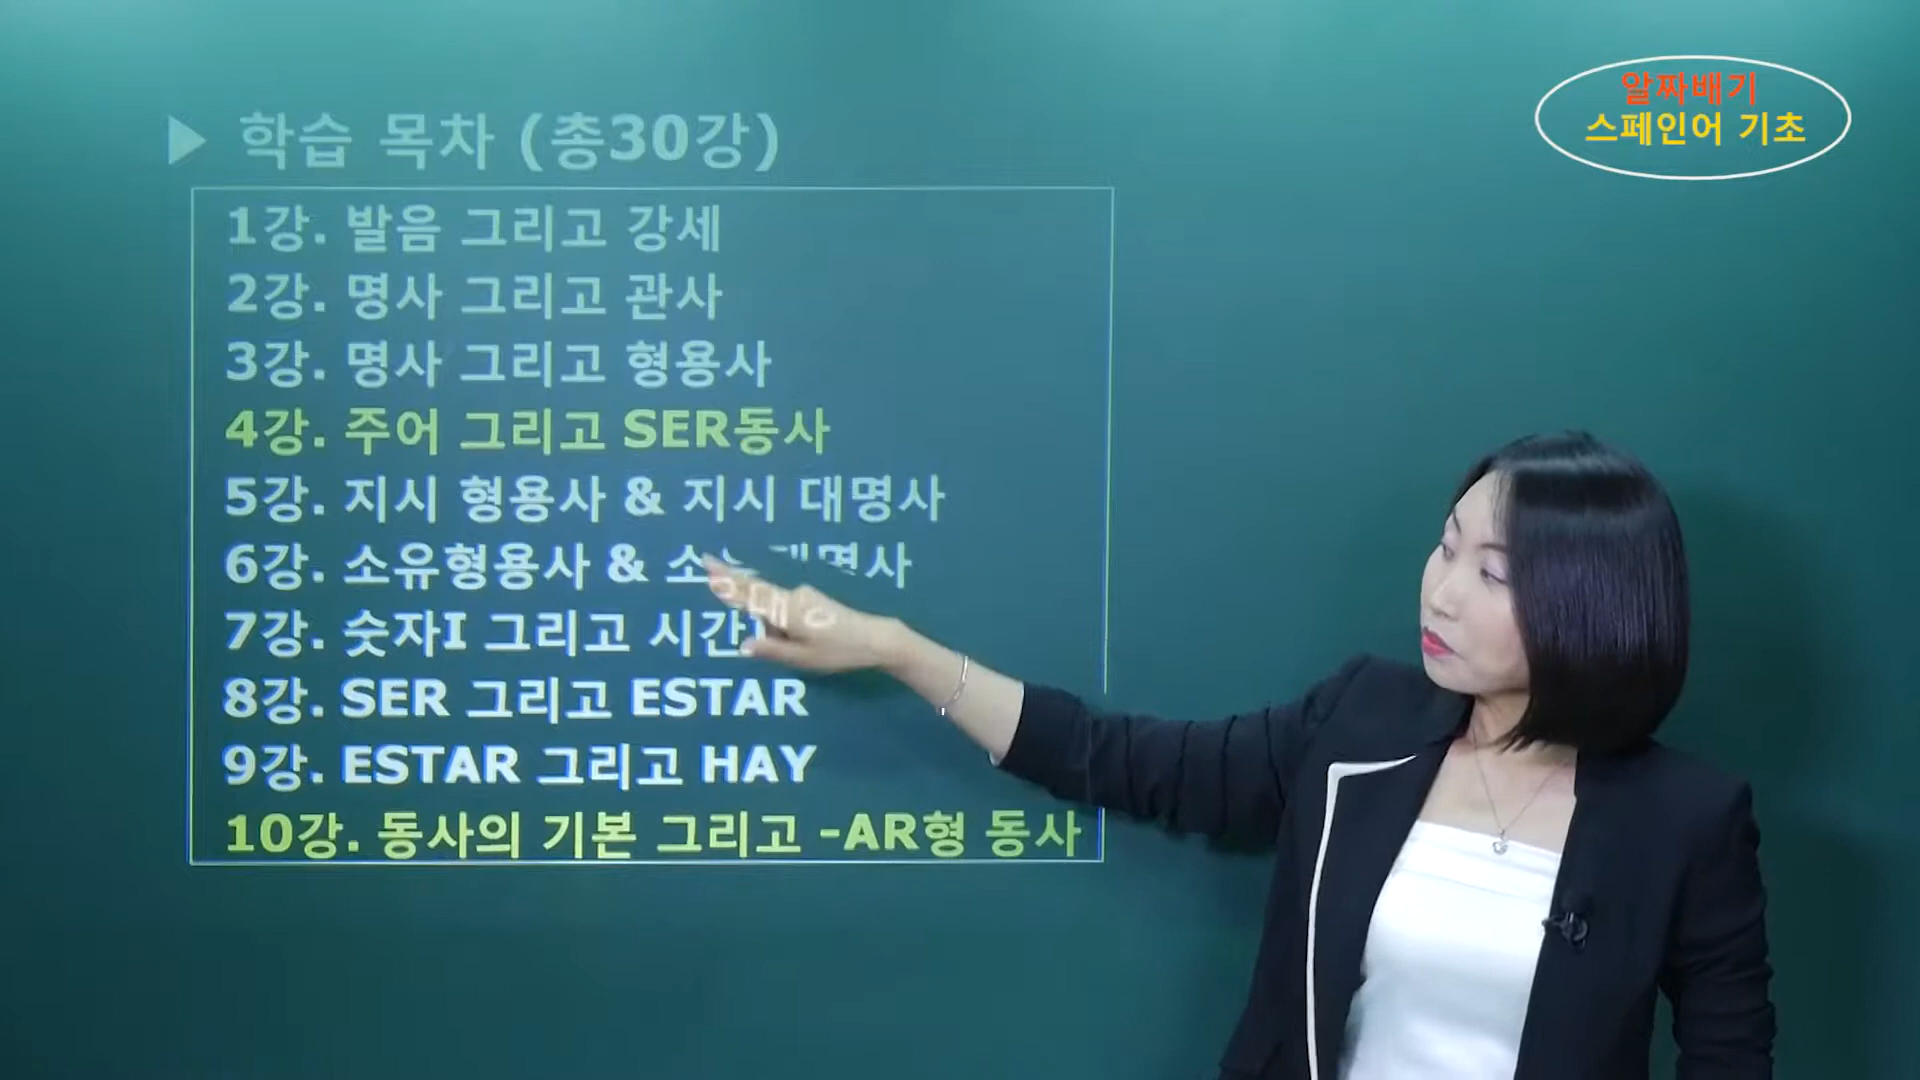 알짜배기
스페인어 기초
▶ 학습 목차 (총30강)
1강. 발음 그리고 강세
2강. 명사 그리고 관사
3강. 명사 그리고 형용사
4강. 주어 그리고 SER동사
5강. 지시 형용사 & 지시 대명사
6강. 소유형용사 & 소유대명사
7강. 숫자I 그리고 시간
8강. SER 그리고 ESTAR
9강. ESTAR 그리고 HAY
10강. 동사의 기본 그리고 -AR형 동사